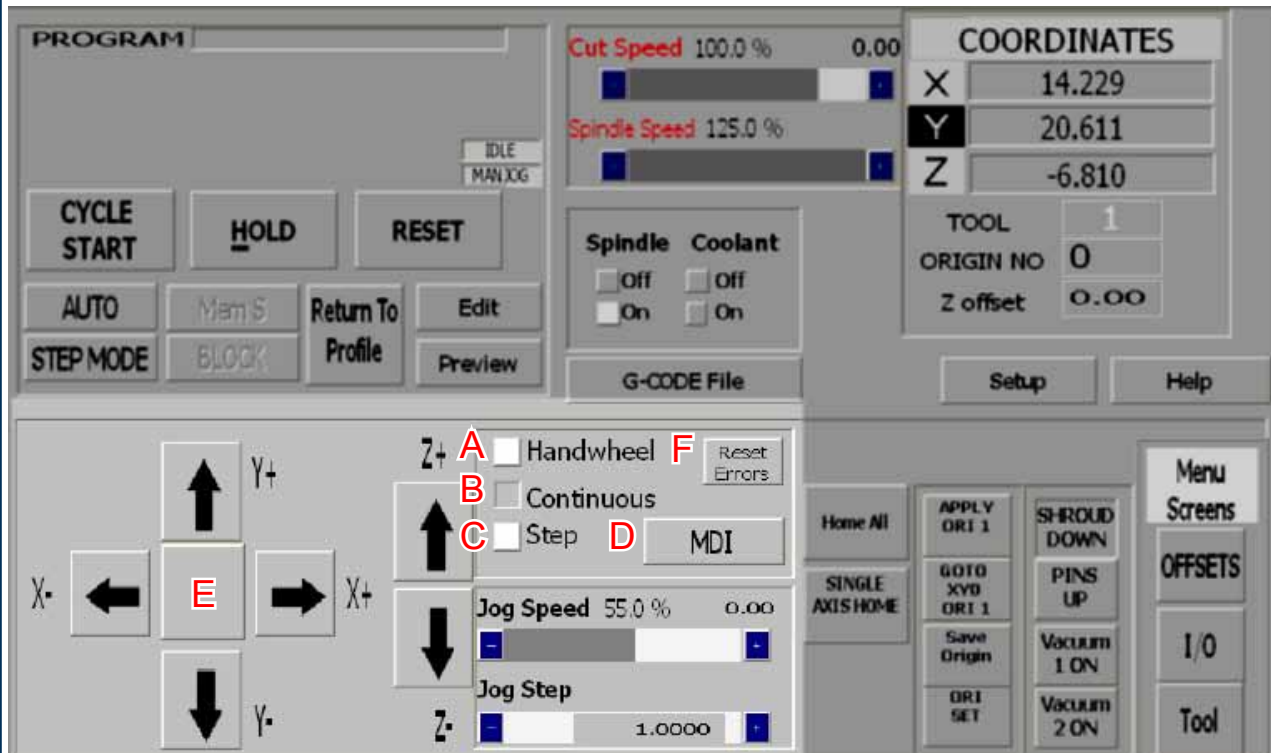 PROGRAM
IDLE
MANJOG
CYCLE
START
HOLD
RESET
AUTO
Mem S
Return To
Profile
Edit
STEP MODE
BLOCK
Preview
Cut Speed 100.0 % 0.00
- +
Spindle Speed 125.0 %
- +
Spindle Coolant
Off Off
On On
G-CODE File
COORDINATES
X 14.229
Y 20.611
Z -6.810
TOOL 1
ORIGIN NO 0
Z offset 0.00
Setup
Help
Y+
X-
E
X+
Y-
Z+
Z-
A Handwheel
B Continuous
C Step
F Reset
Errors
D MDI
Jog Speed 55.0 % 0.00
- +
Jog Step
- 1.0000 +
Home All
SINGLE
AXIS HOME
APPLY
ORI 1
GOTO
XY0
ORI 1
Save
Origin
ORI
SET
SHROUD
DOWN
PINS
UP
Vacuum
1 ON
Vacuum
2 ON
Menu
Screens
OFFSETS
I/O
Tool